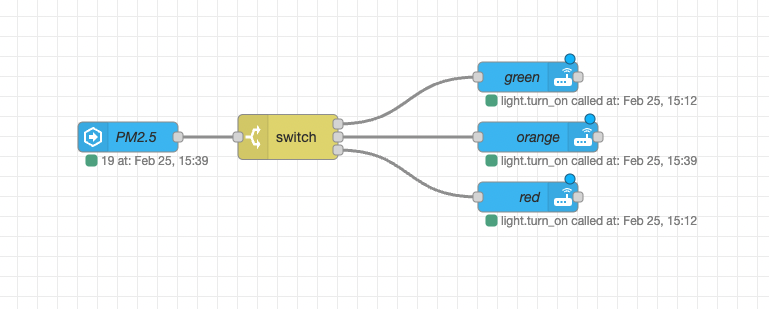 green
light.turn_on called at: Feb 25, 15:12
PM2.5
19 at: Feb 25, 15:39
switch
orange
light.turn_on called at: Feb 25, 15:39
red
light.turn_on called at: Feb 25, 15:12